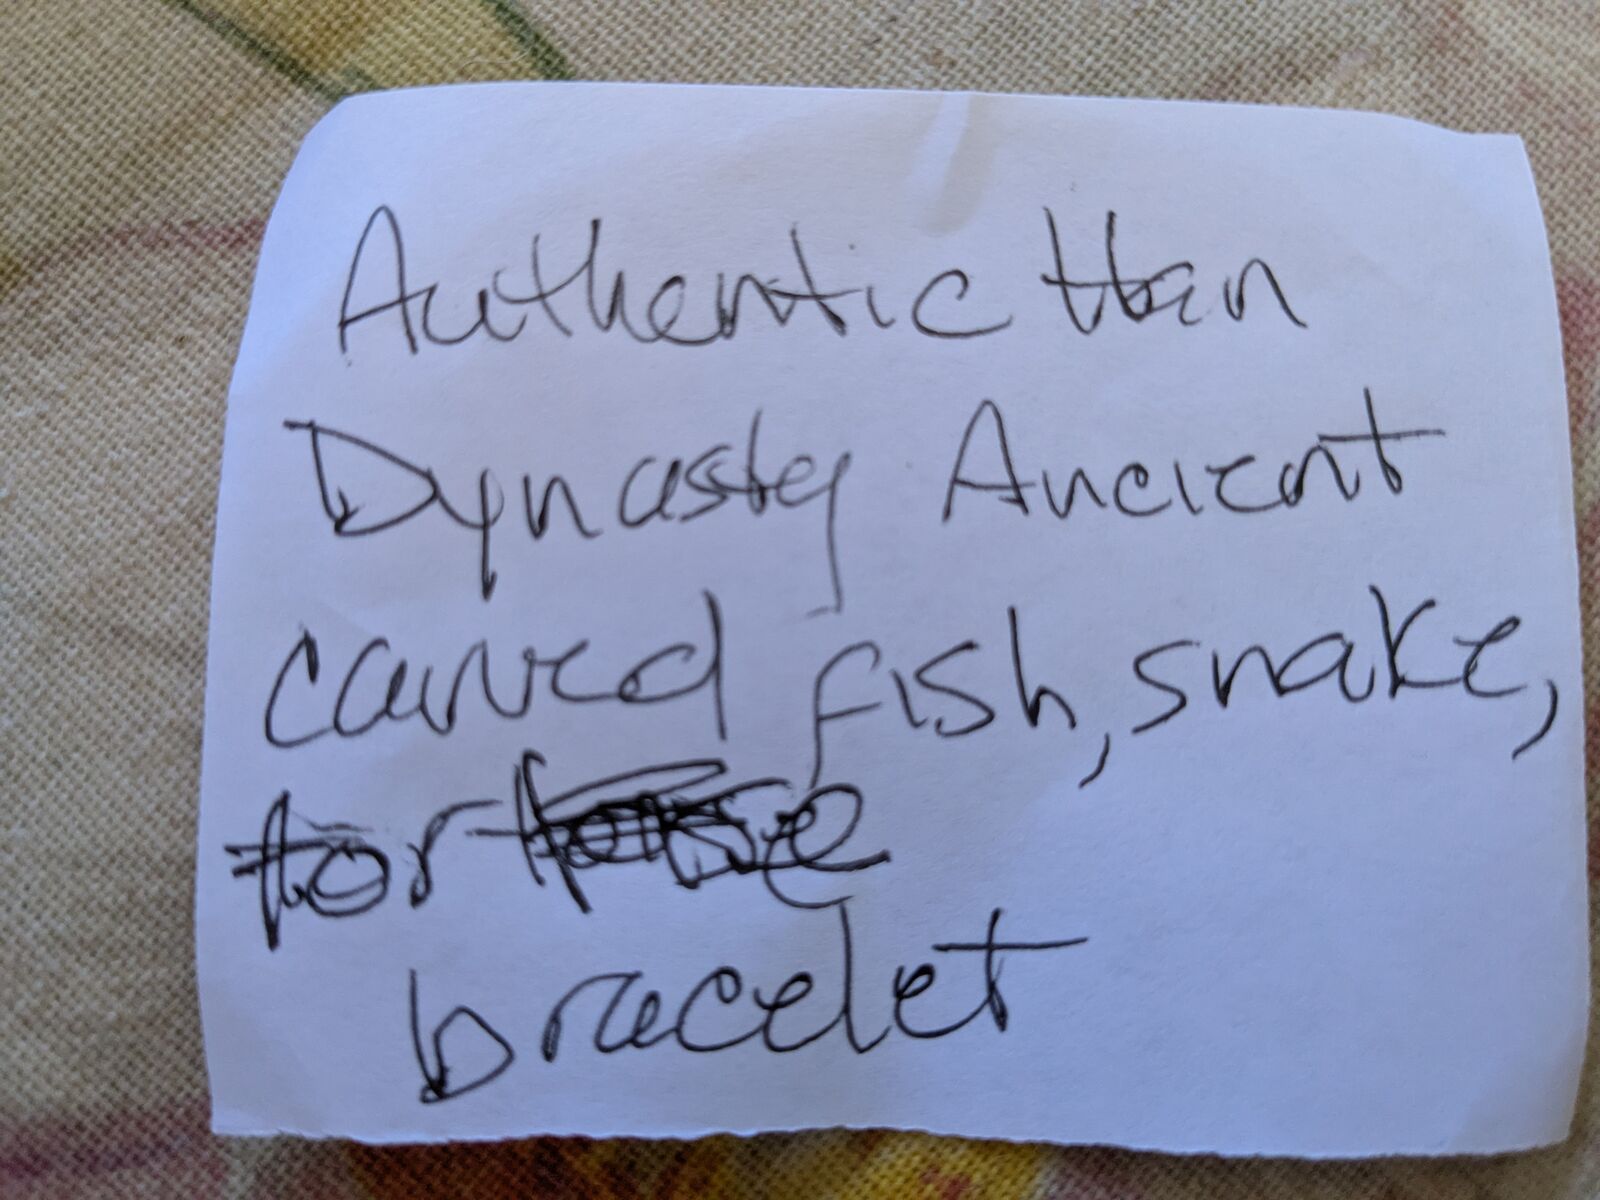 Authentic Han
Dynasty Ancient
carved fish, snake,
bracelet